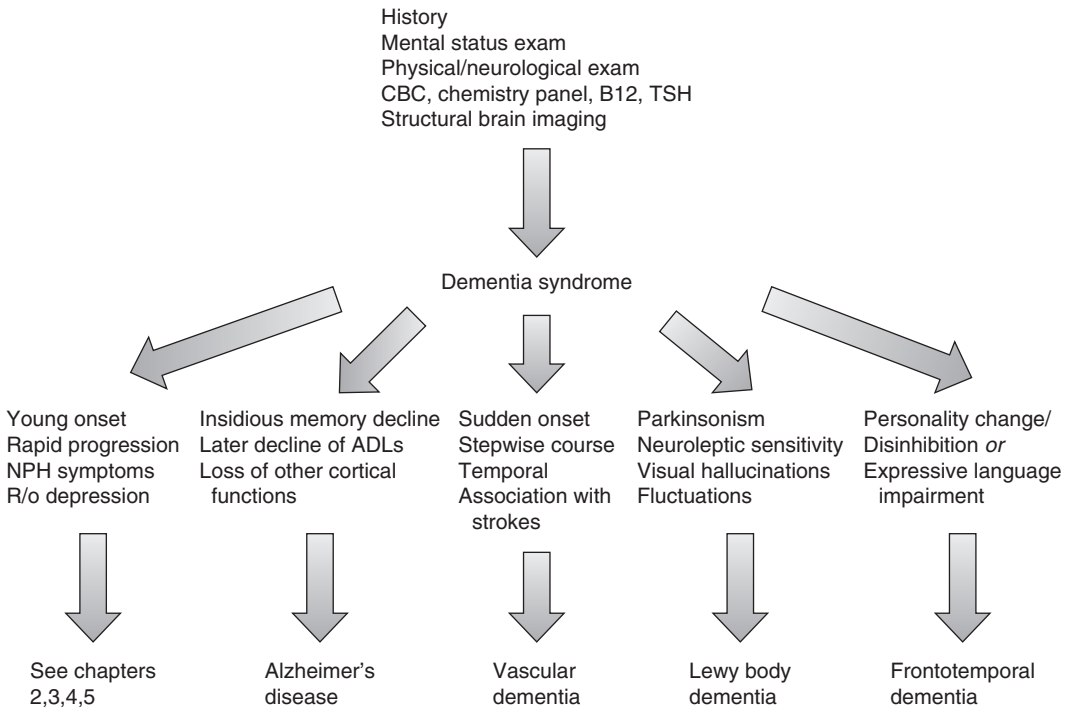 History
Mental status exam
Physical/neurological exam
CBC, chemistry panel, B12, TSH
Structural brain imaging
Dementia syndrome
Young onset
Rapid progression
NPH symptoms
R/o depression
Insidious memory decline
Later decline of ADLs
Loss of other cortical
functions
Sudden onset
Stepwise course
Temporal
Association with
strokes
Parkinsonism
Neuroleptic sensitivity
Visual hallucinations
Fluctuations
Personality change/
Disinhibition or
Expressive language
impairment
See chapters
2,3,4,5
Alzheimer's
disease
Vascular
dementia
Lewy body
dementia
Frontotemporal
dementia